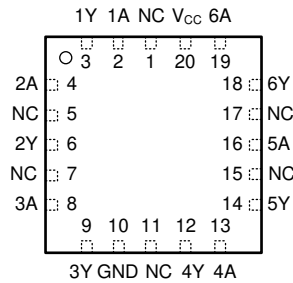 1Y 1A NC VCC 6A
3 2 1 20 19
2A 4 18 6Y
NC 5 17 NC
2Y 6 16 5A
NC 7 15 NC
3A 8 14 5Y
9 10 11 12 13
3Y GND NC 4Y 4A